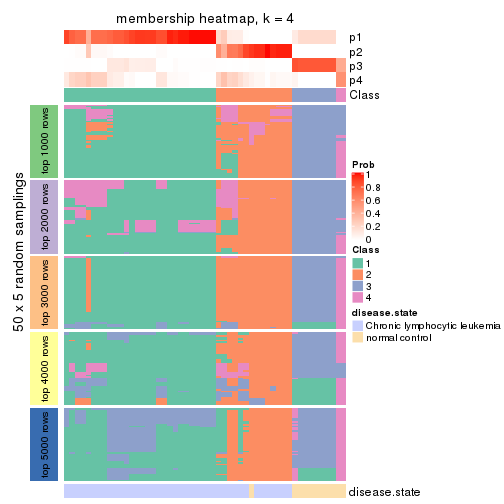 membership heatmap, k = 4
p1
p2
p3
p4
Class
50 x 5 random samplings
top 1000 rows
top 2000 rows
top 3000 rows
top 4000 rows
top 5000 rows
Prob
1
0.8
0.6
0.4
0.2
0
Class
1
2
3
4
disease.state
Chronic lymphocytic leukemia
normal control
disease.state